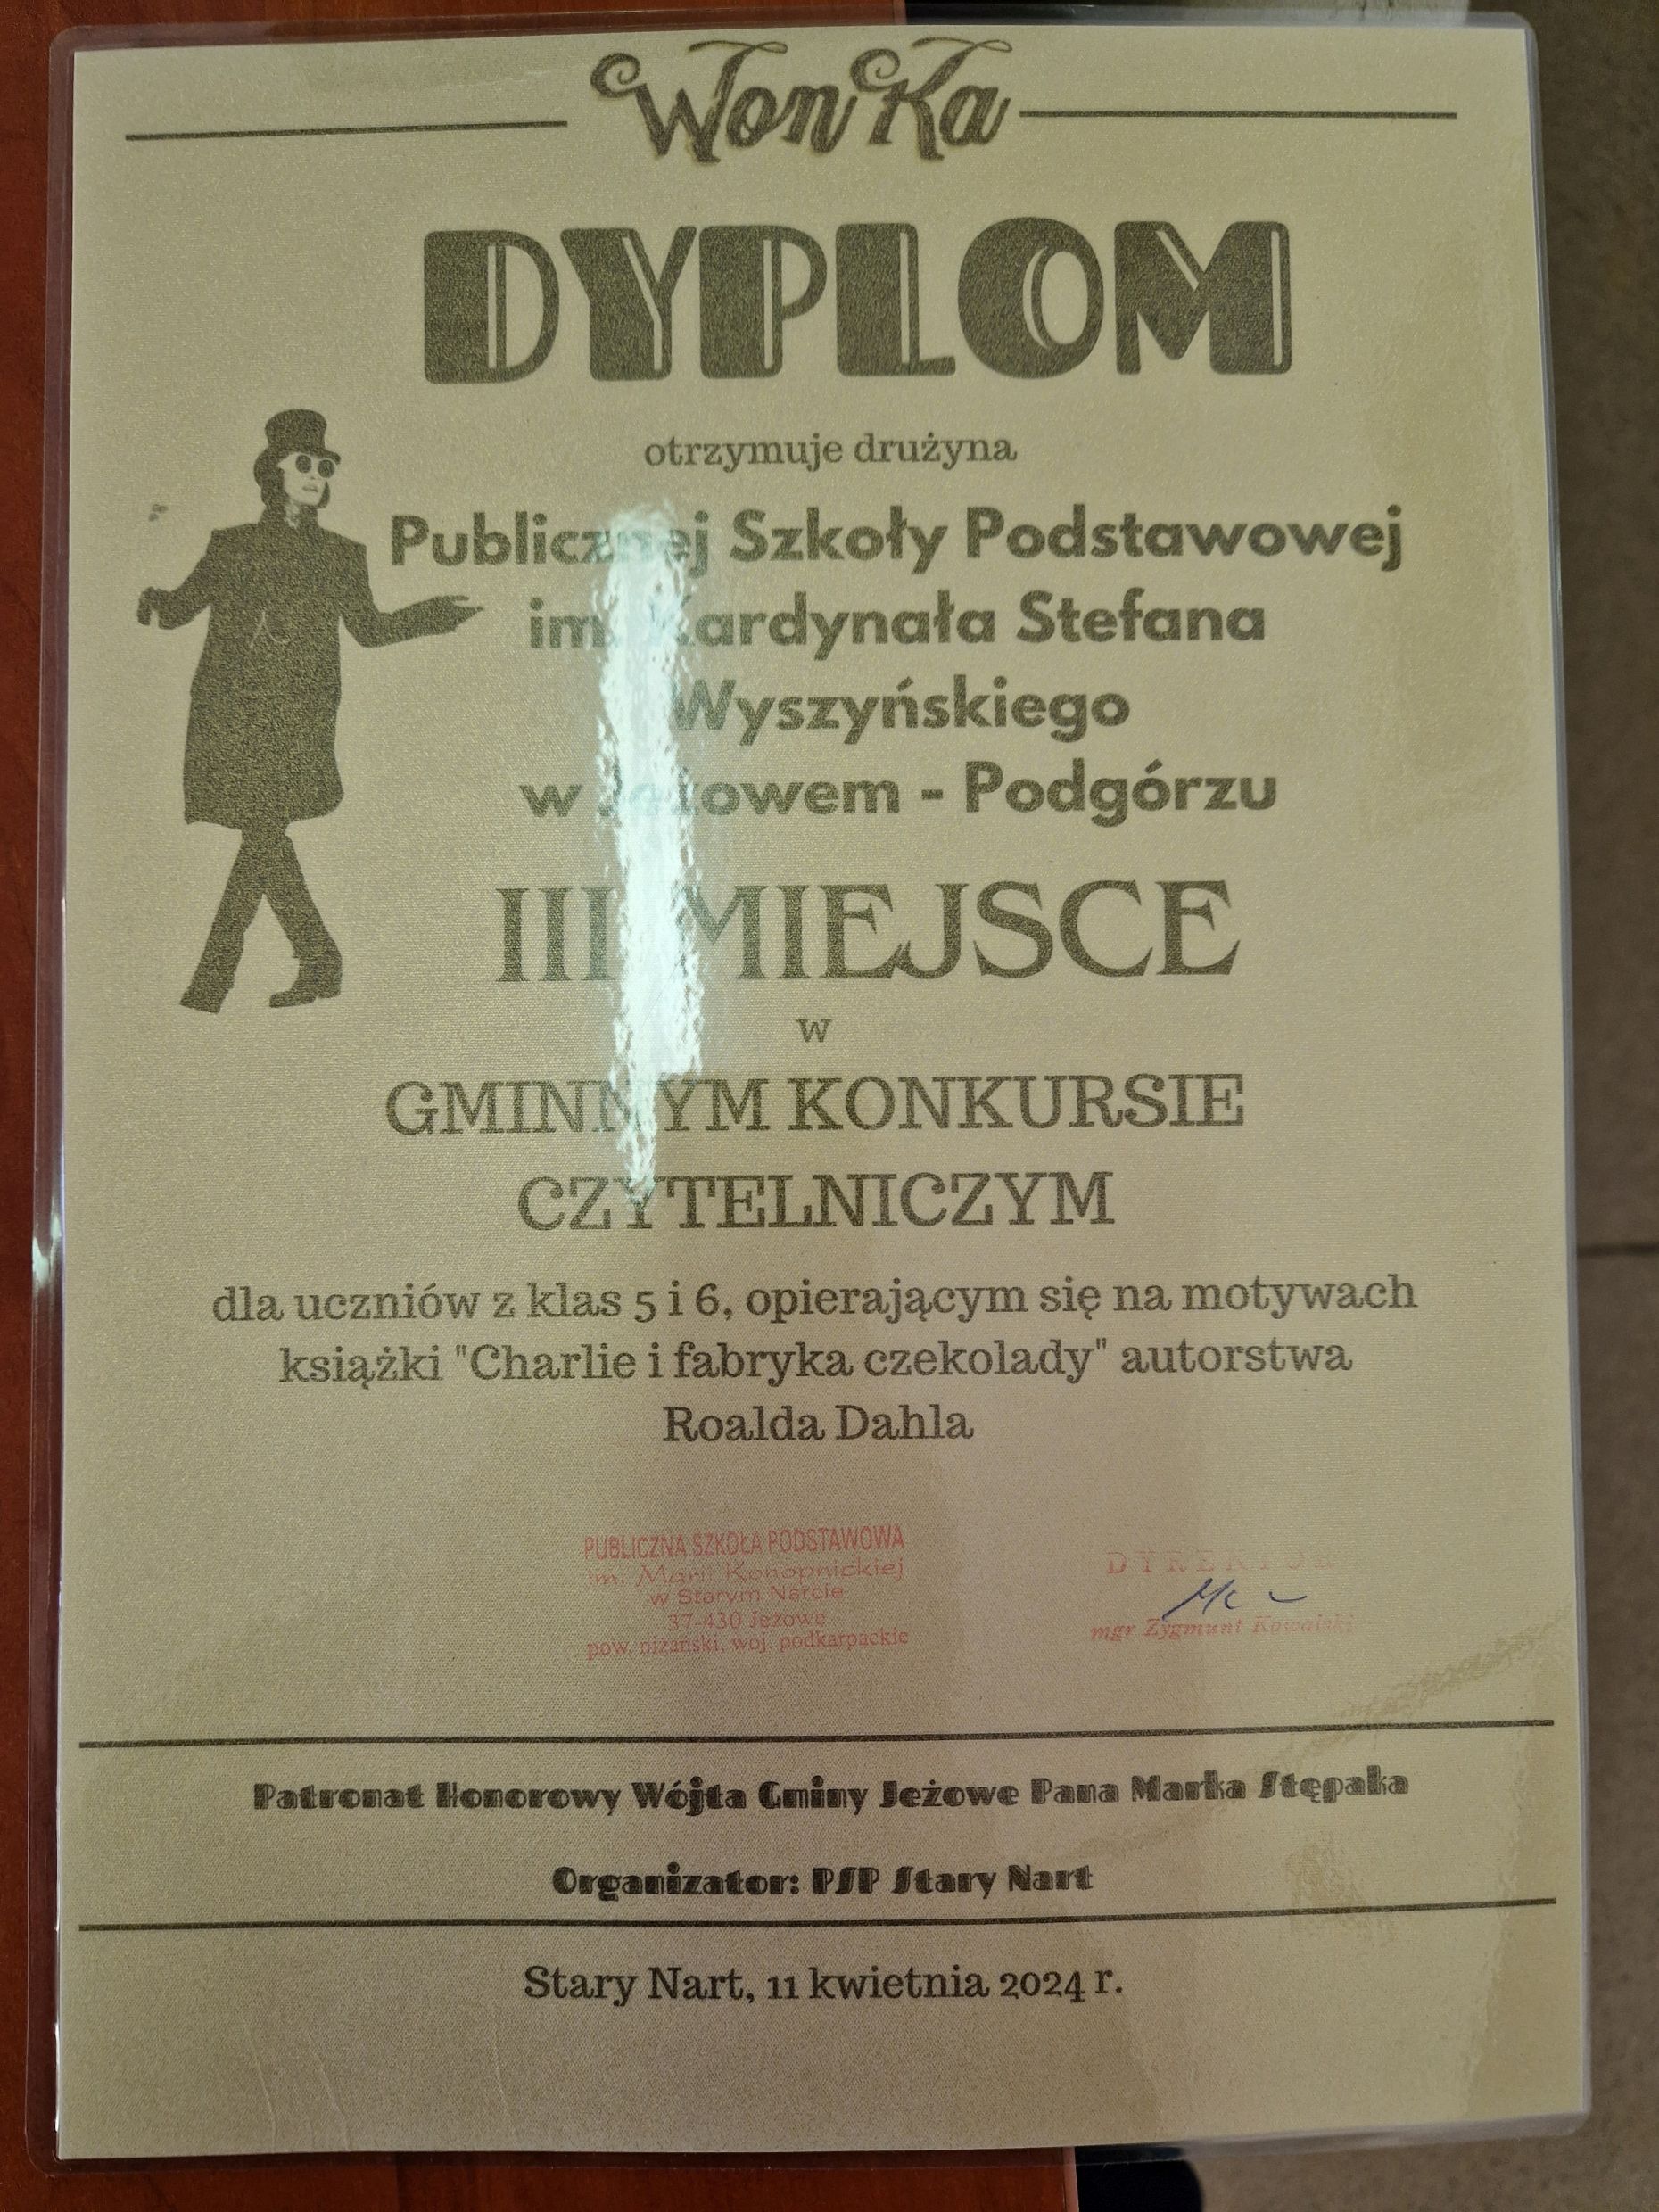 Wonka
DYPLOM
otrzymuje drużyna
Publicznej Szkoły Podstawowej
im. Kardynała Stefana
Wyszyńskiego
w Jeżowem - Podgórzu
III MIEJSCE
w
GMINNYM KONKURSIE
CZYTELNICZYM
dla uczniów z klas 5 i 6, opierającym się na motywach
książki "Charlie i fabryka czekolady" autorstwa
Roalda Dahla
PUBLICZNA SZKOŁA PODSTAWOWA
im. Marii Konopnickiej
w Starym Narcie
37-430 Jeżowe
pow. niżański, woj. podkarpackie
DYREKTOR
mgr Zygmunt Kowalski
Patronat Honorowy Wójta Gminy Jeżowe Pana Marka Stępaka
Organizator: PSP Stary Nart
Stary Nart, 11 kwietnia 2024 r.